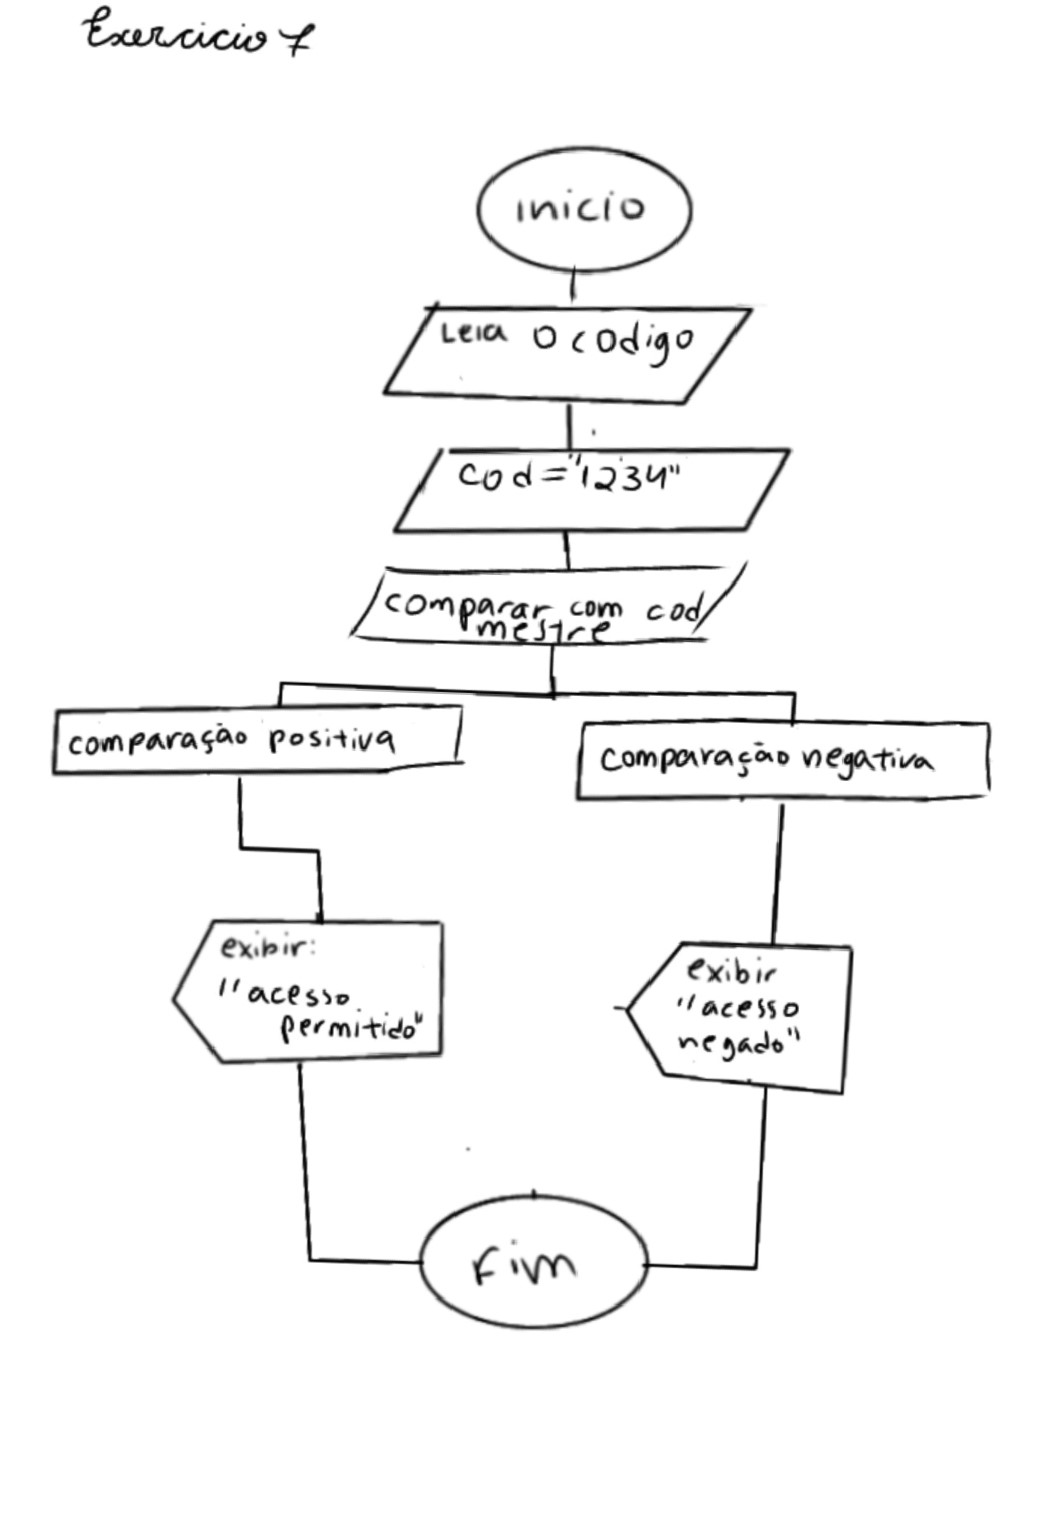 Exercicio 7
inicio
Leia o codigo
cod="1234"
comparar com cod
mestre
comparação positiva
comparação negativa
exibir:
"acesso
permitido"
exibir
"acesso
negado"
Fim